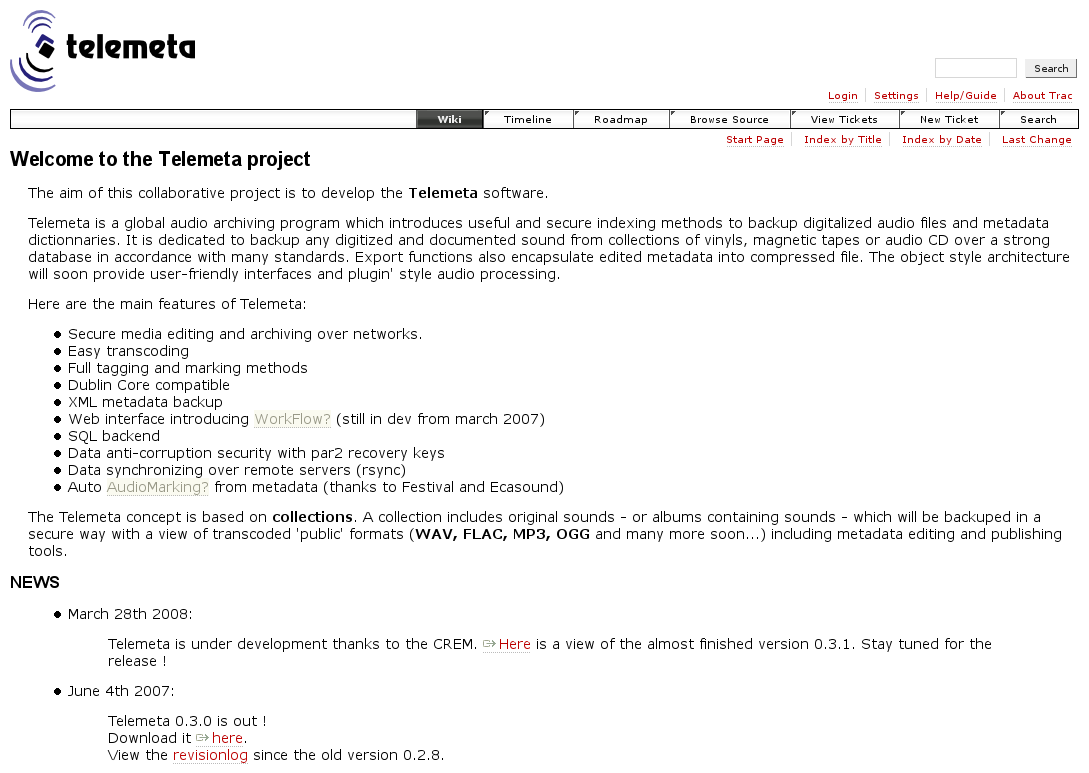 telemeta
Search
Login Settings Help/Guide About Trac
Wiki Timeline Roadmap Browse Source View Tickets New Ticket Search
Start Page Index by Title Index by Date Last Change
Welcome to the Telemeta project
The aim of this collaborative project is to develop the Telemeta software.
Telemeta is a global audio archiving program which introduces useful and secure indexing methods to backup digitalized audio files and metadata
dictionnaries. It is dedicated to backup any digitized and documented sound from collections of vinyls, magnetic tapes or audio CD over a strong
database in accordance with many standards. Export functions also encapsulate edited metadata into compressed file. The object style architecture
will soon provide user-friendly interfaces and plugin' style audio processing.
Here are the main features of Telemeta:
● Secure media editing and archiving over networks.
● Easy transcoding
● Full tagging and marking methods
● Dublin Core compatible
● XML metadata backup
● Web interface introducing WorkFlow? (still in dev from march 2007)
● SQL backend
● Data anti-corruption security with par2 recovery keys
● Data synchronizing over remote servers (rsync)
● Auto AudioMarking? from metadata (thanks to Festival and Ecasound)
The Telemeta concept is based on collections. A collection includes original sounds - or albums containing sounds - which will be backuped in a
secure way with a view of transcoded 'public' formats (WAV, FLAC, MP3, OGG and many more soon...) including metadata editing and publishing
tools.
NEWS
● March 28th 2008:
Telemeta is under development thanks to the CREM. Here is a view of the almost finished version 0.3.1. Stay tuned for the
release !
● June 4th 2007:
Telemeta 0.3.0 is out !
Download it here.
View the revisionlog since the old version 0.2.8.